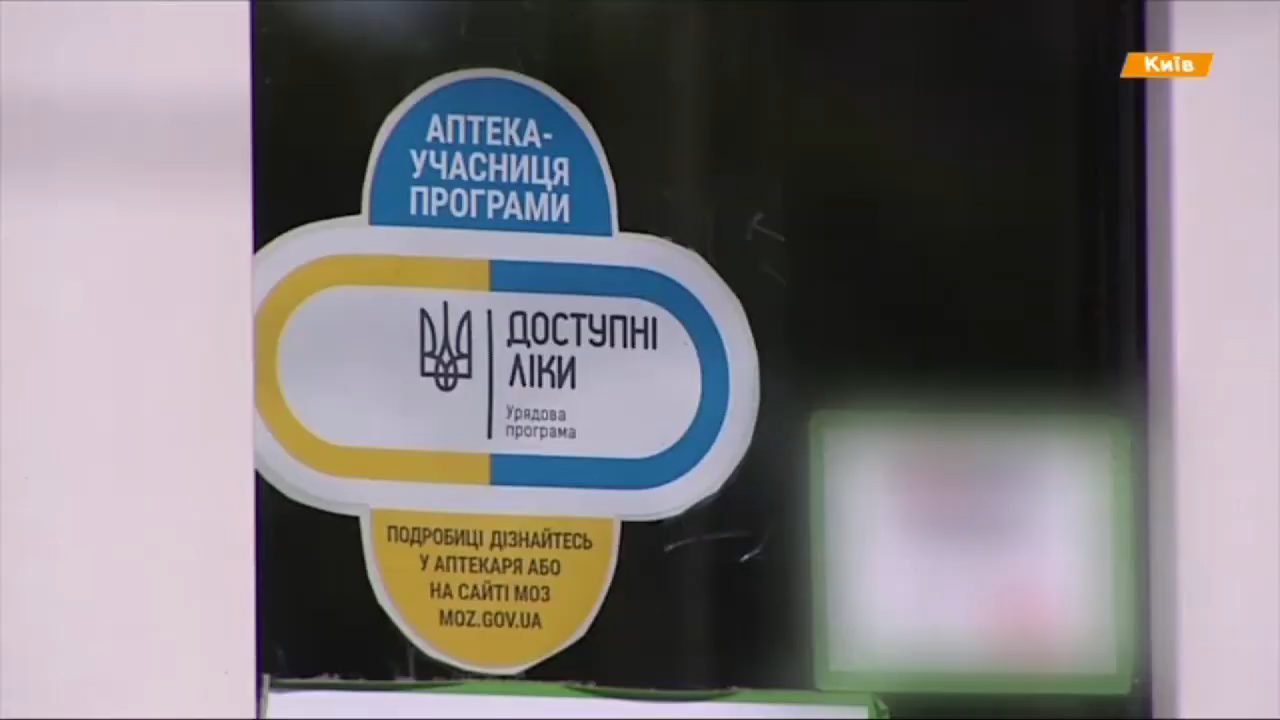 Київ
АПТЕКА-
УЧАСНИЦЯ
ПРОГРАМИ
ДОСТУПНІ
ЛІКИ
Урядова
програма
ПОДРОБИЦІ ДІЗНАЙТЕСЬ
У АПТЕКАРЯ АБО
НА САЙТІ МОЗ
MOZ.GOV.UA